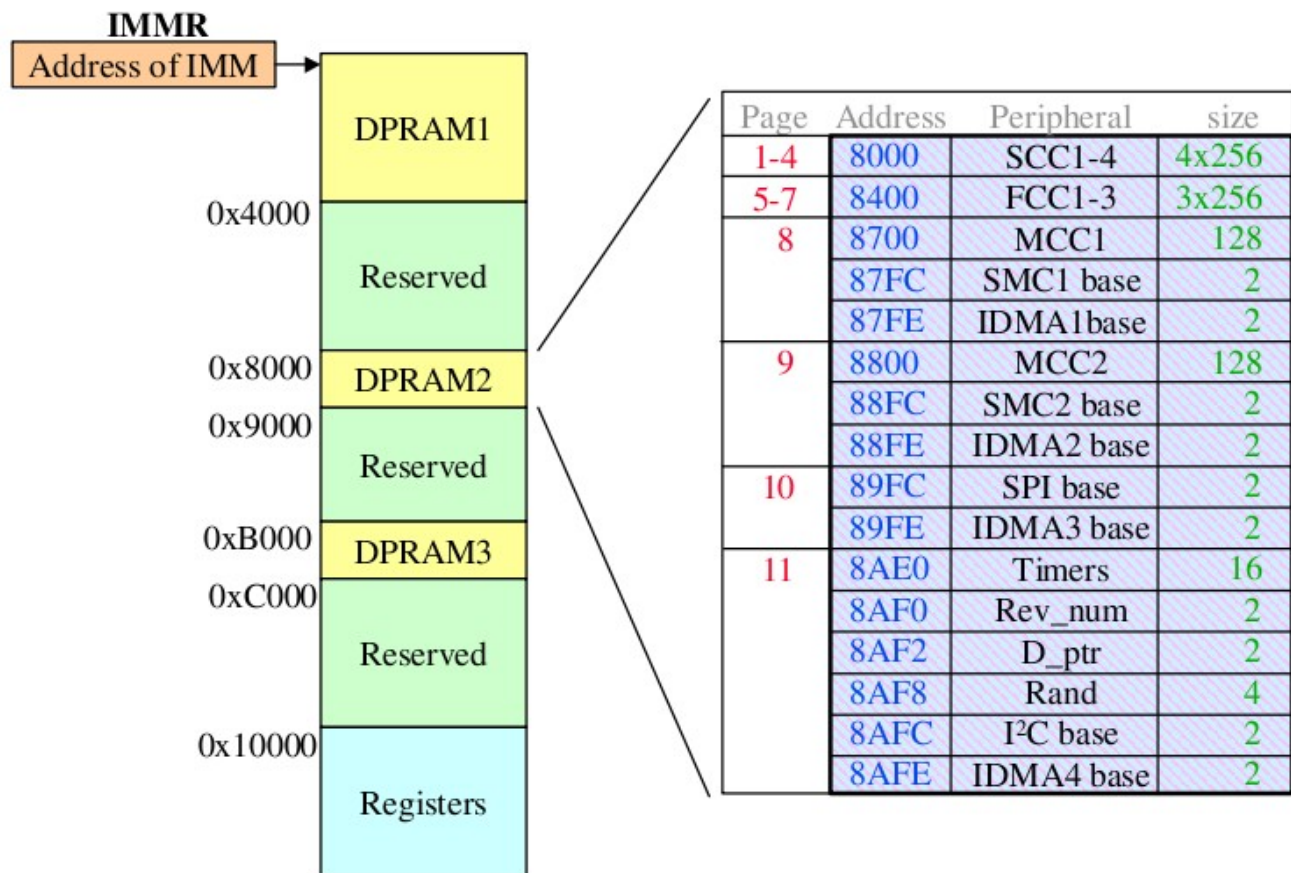 IMMR
Address of IMM
DPRAM1
0x4000
Reserved
0x8000
DPRAM2
0x9000
Reserved
0xB000
DPRAM3
0xC000
Reserved
0x10000
Registers
Page Address Peripheral size
1-4 8000 SCC1-4 4x256
5-7 8400 FCC1-3 3x256
8 8700 MCC1 128
87FC SMC1 base 2
87FE IDMA1base 2
9 8800 MCC2 128
88FC SMC2 base 2
88FE IDMA2 base 2
10 89FC SPI base 2
89FE IDMA3 base 2
11 8AE0 Timers 16
8AF0 Rev_num 2
8AF2 D_ptr 2
8AF8 Rand 4
8AFC I²C base 2
8AFE IDMA4 base 2